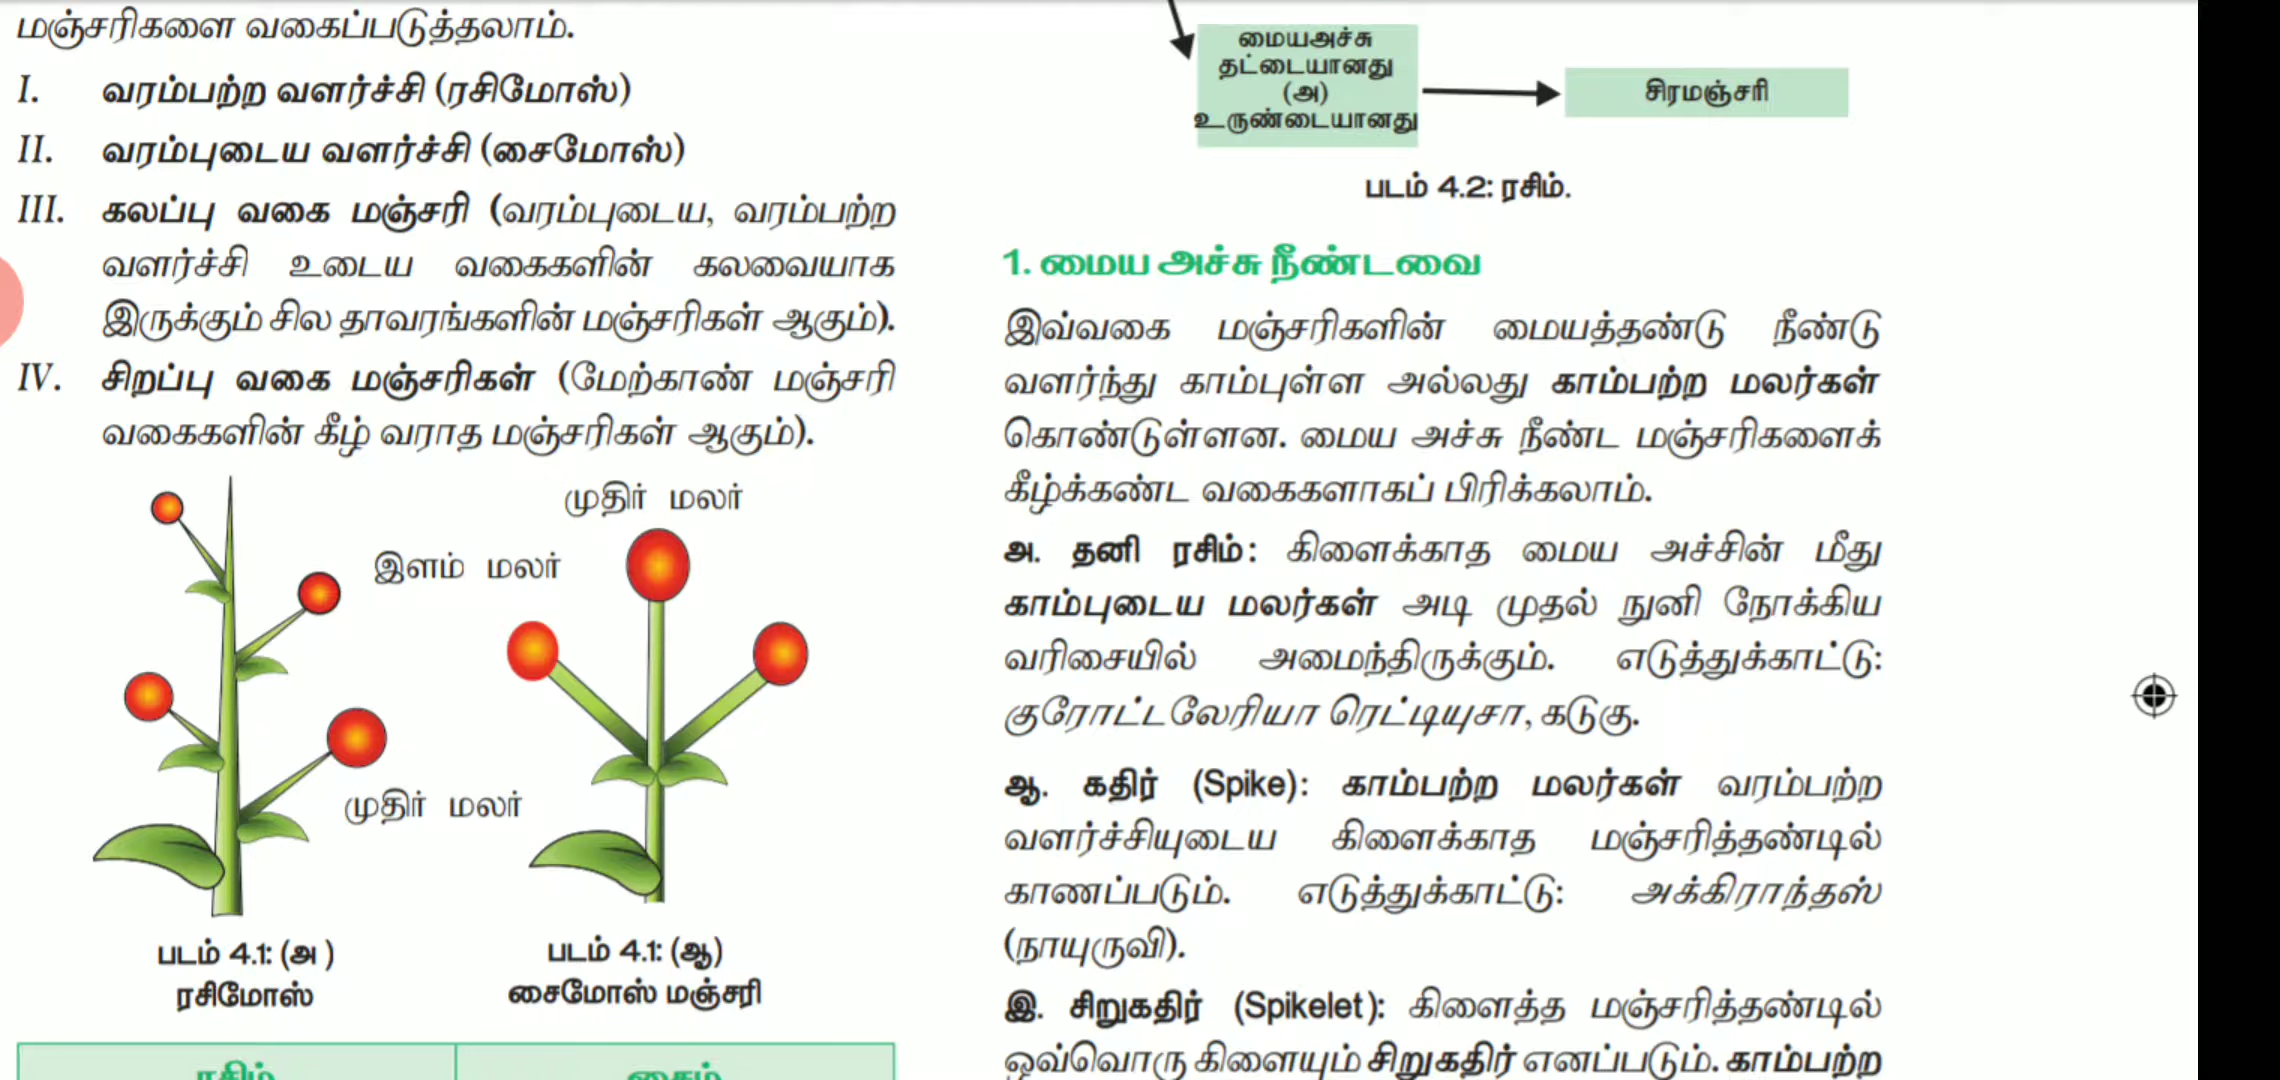 மஞ்சரிகளை வகைப்படுத்தலாம்.
I. வரம்பற்ற வளர்ச்சி (ரசிமோஸ்)
II. வரம்புடைய வளர்ச்சி (சைமோஸ்)
III. கலப்பு வகை மஞ்சரி (வரம்புடைய, வரம்பற்ற
வளர்ச்சி உடைய வகைகளின் கலவையாக
இருக்கும் சில தாவரங்களின் மஞ்சரிகள் ஆகும்).
IV. சிறப்பு வகை மஞ்சரிகள் (மேற்காண் மஞ்சரி
வகைகளின் கீழ் வராத மஞ்சரிகள் ஆகும்).
முதிர் மலர்
இளம் மலர்
முதிர் மலர்
படம் 4.1: (அ )
ரசிமோஸ்
படம் 4.1: (ஆ)
சைமோஸ் மஞ்சரி
ரசிம்
சைம்
மையஅச்சு
தட்டையானது
(அ)
உருண்டையானது
சிரமஞ்சரி
படம் 4.2: ரசிம்.
1. மைய அச்சு நீண்டவை
இவ்வகை மஞ்சரிகளின் மையத்தண்டு நீண்டு
வளர்ந்து காம்புள்ள அல்லது காம்பற்ற மலர்கள்
கொண்டுள்ளன. மைய அச்சு நீண்ட மஞ்சரிகளைக்
கீழ்க்கண்ட வகைகளாகப் பிரிக்கலாம்.
அ. தனி ரசிம்: கிளைக்காத மைய அச்சின் மீது
காம்புடைய மலர்கள் அடி முதல் நுனி நோக்கிய
வரிசையில் அமைந்திருக்கும். எடுத்துக்காட்டு:
குரோட்டலேரியா ரெட்டியுசா, கடுகு.
ஆ. கதிர் (Spike): காம்பற்ற மலர்கள் வரம்பற்ற
வளர்ச்சியுடைய கிளைக்காத மஞ்சரித்தண்டில்
காணப்படும். எடுத்துக்காட்டு: அக்கிராந்தஸ்
(நாயுருவி).
இ. சிறுகதிர் (Spikelet): கிளைத்த மஞ்சரித்தண்டில்
ஒவ்வொரு கிளையும் சிறுகதிர் எனப்படும். காம்பற்ற